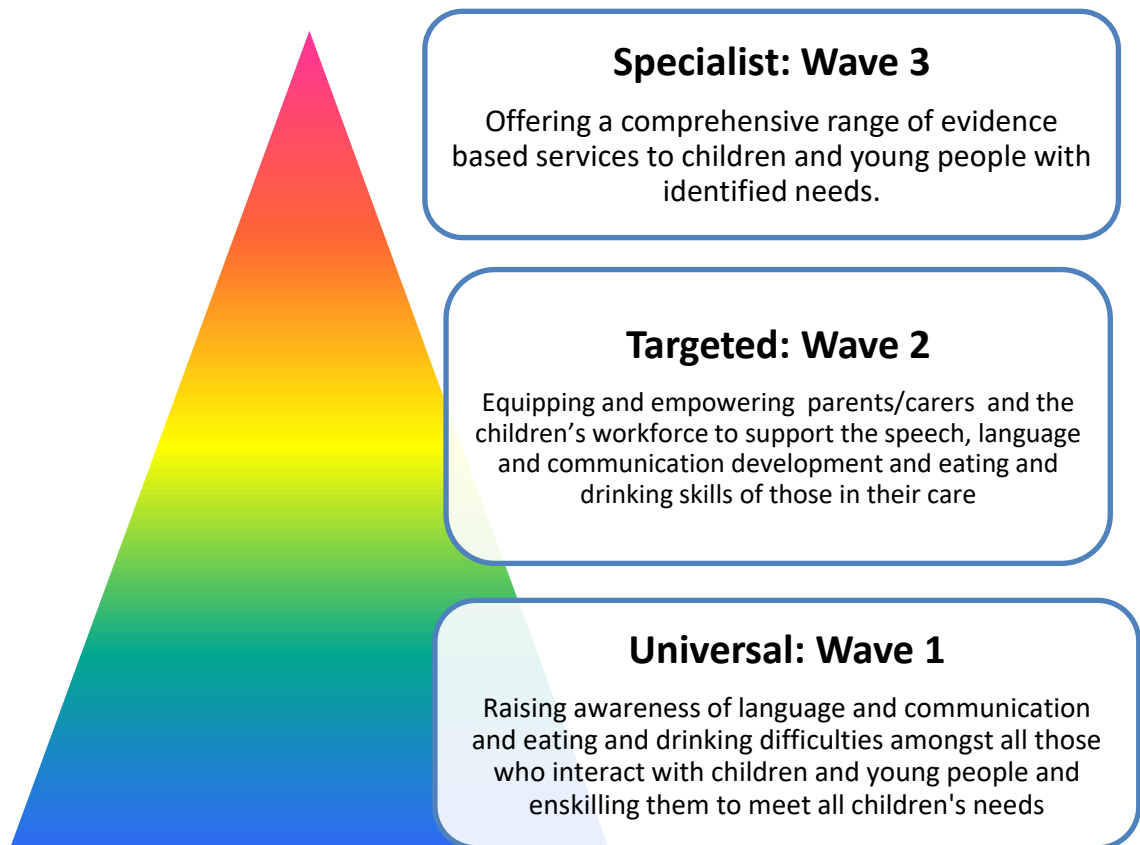 Specialist: Wave 3
Offering a comprehensive range of evidence
based services to children and young people with
identified needs.
Targeted: Wave 2
Equipping and empowering  parents/carers  and the
children’s workforce to support the speech, language
and communication development and eating and
drinking skills of those in their care
Universal: Wave 1
Raising awareness of language and communication
and eating and drinking difficulties amongst all those
who interact with children and young people and
enskilling them to meet all children's needs